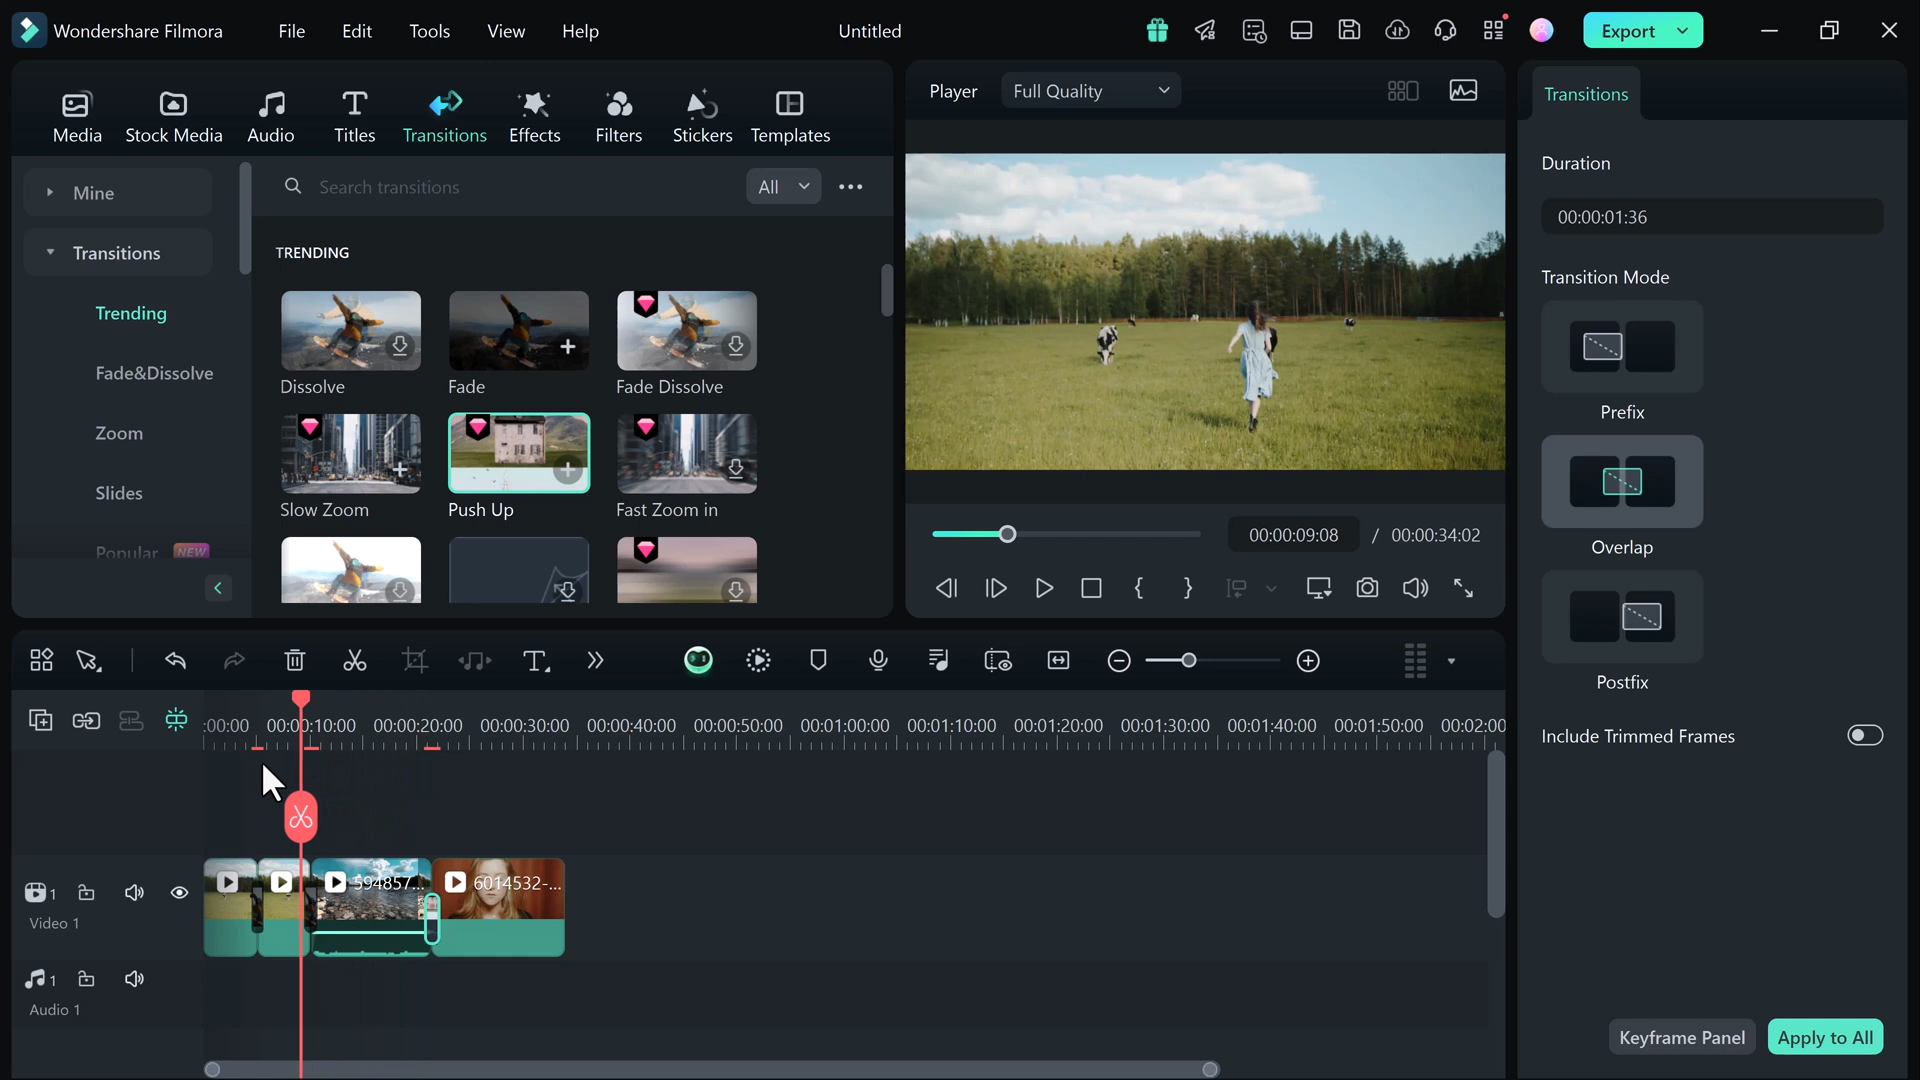 Wondershare Filmora
File
Edit
Tools
View
Help
Untitled
Export
Media
Stock Media
Audio
Titles
Transitions
Effects
Filters
Stickers
Templates
Player
Full Quality
Transitions
Mine
Search transitions
All
Duration
00:00:01:36
Transitions
TRENDING
Transition Mode
Trending
Fade&Dissolve
Zoom
Slides
Popular NEW
Dissolve
Fade
Fade Dissolve
Slow Zoom
Push Up
Fast Zoom in
Prefix
Overlap
Postfix
00:00:09:08 / 00:00:34:02
Include Trimmed Frames
:00:00 00:00:10:00 00:00:20:00 00:00:30:00 00:00:40:00 00:00:50:00 00:01:00:00 00:01:10:00 00:01:20:00 00:01:30:00 00:01:40:00 00:01:50:00 00:02:00
1
594857...
6014532-...
Video 1
1
Audio 1
Keyframe Panel
Apply to All